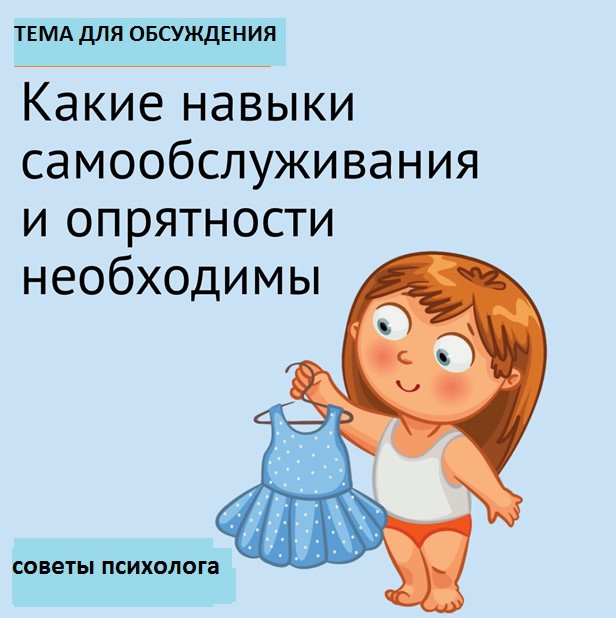 ТЕМА ДЛЯ ОБСУЖДЕНИЯ
Какие навыки
самообслуживания
и опрятности
необходимы
советы психолога